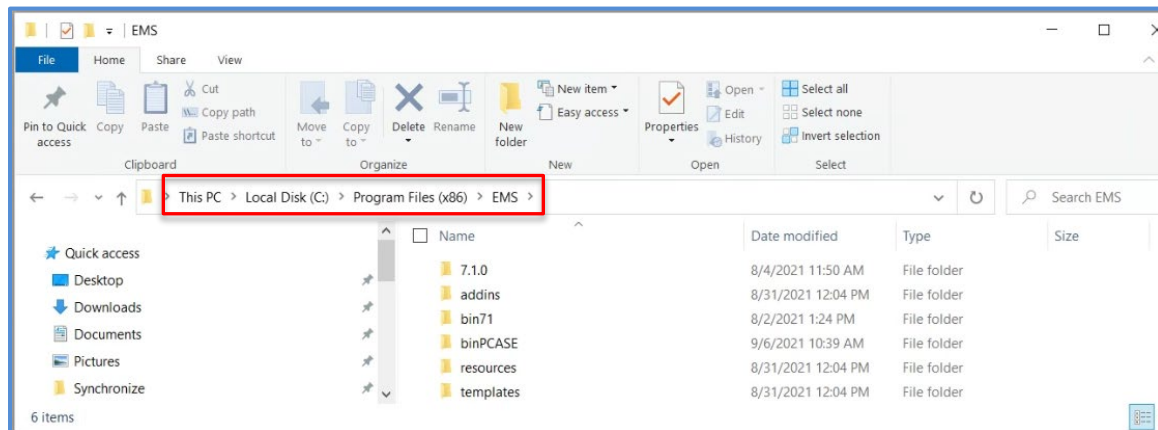 EMS
File Home Share View
Pin to Quick access
Copy
Paste
Cut
Copy path
Paste shortcut
Move to
Copy to
Delete
Rename
New folder
New item
Easy access
Properties
Open
Edit
History
Select all
Select none
Invert selection
Clipboard Organize New Open Select
This PC > Local Disk (C:) > Program Files (x86) > EMS >
Search EMS
Quick access
Desktop
Downloads
Documents
Pictures
Synchronize
Name Date modified Type Size
7.1.0 8/4/2021 11:50 AM File folder
addins 8/31/2021 12:04 PM File folder
bin71 8/2/2021 1:24 PM File folder
binPCASE 9/6/2021 10:39 AM File folder
resources 8/31/2021 12:04 PM File folder
templates 8/31/2021 12:04 PM File folder
6 items